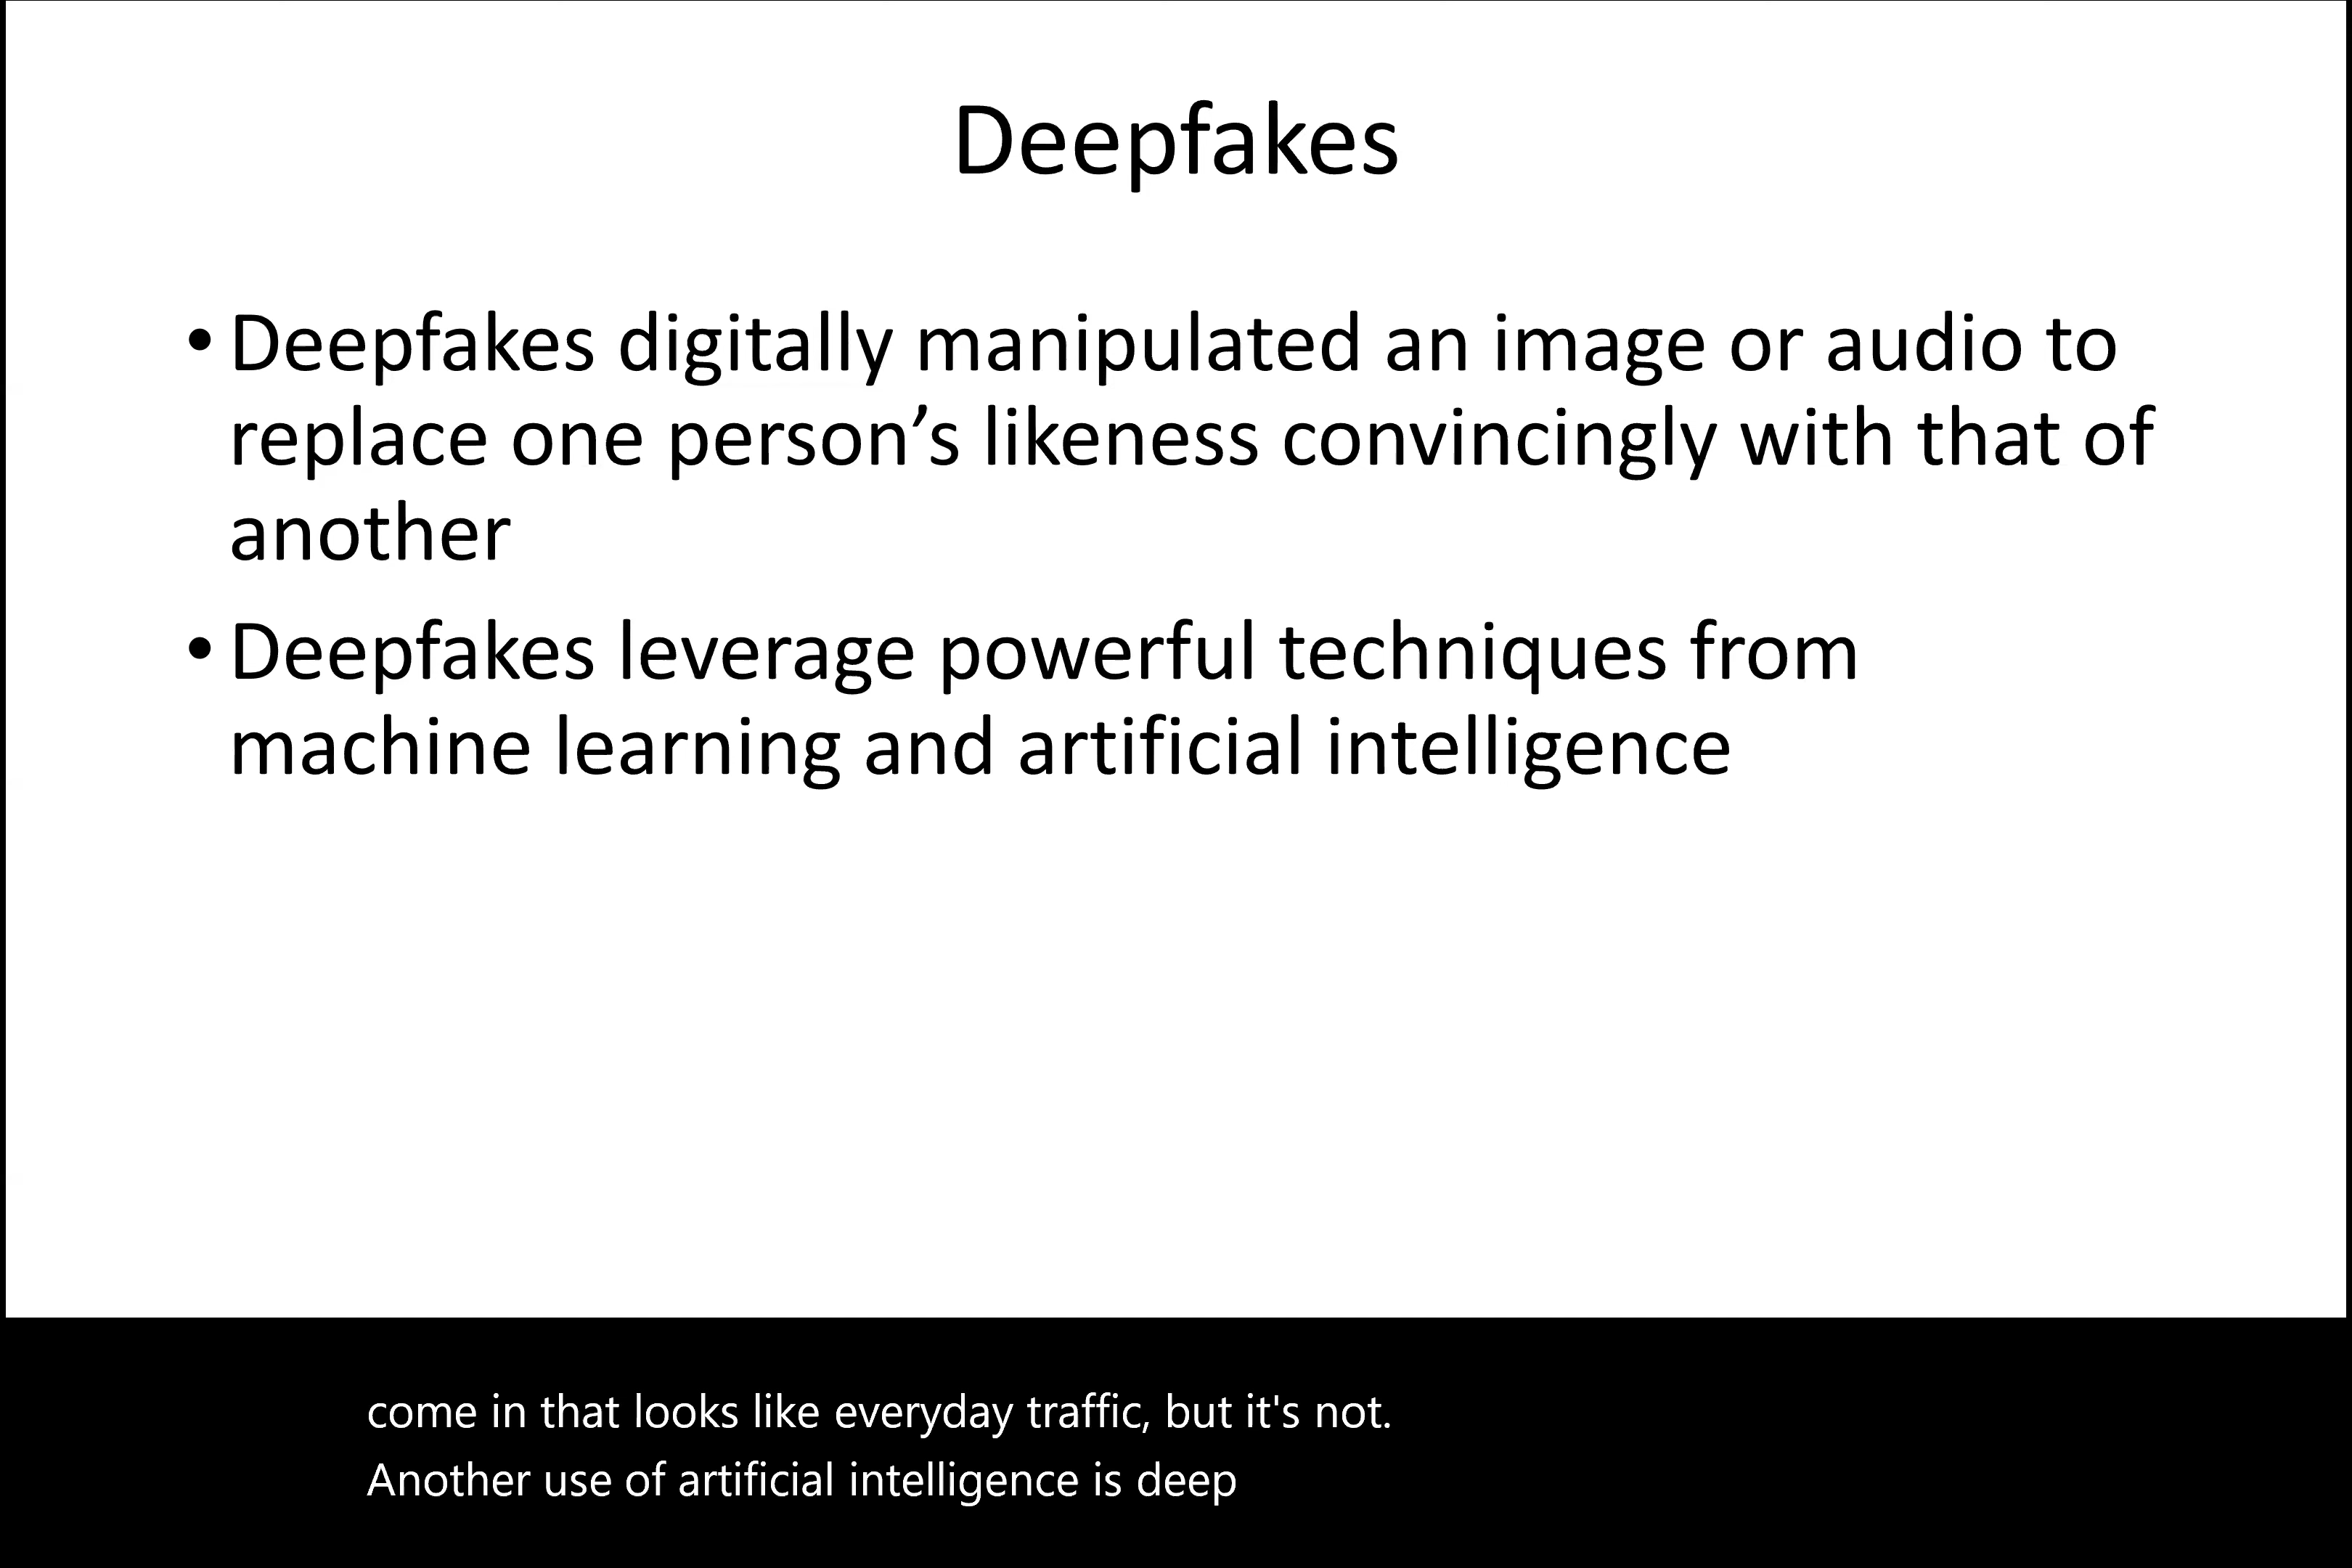 Deepfakes
• Deepfakes digitally manipulated an image or audio to
replace one person’s likeness convincingly with that of
another
• Deepfakes leverage powerful techniques from
machine learning and artificial intelligence
come in that looks like everyday traffic, but it's not.
Another use of artificial intelligence is deep